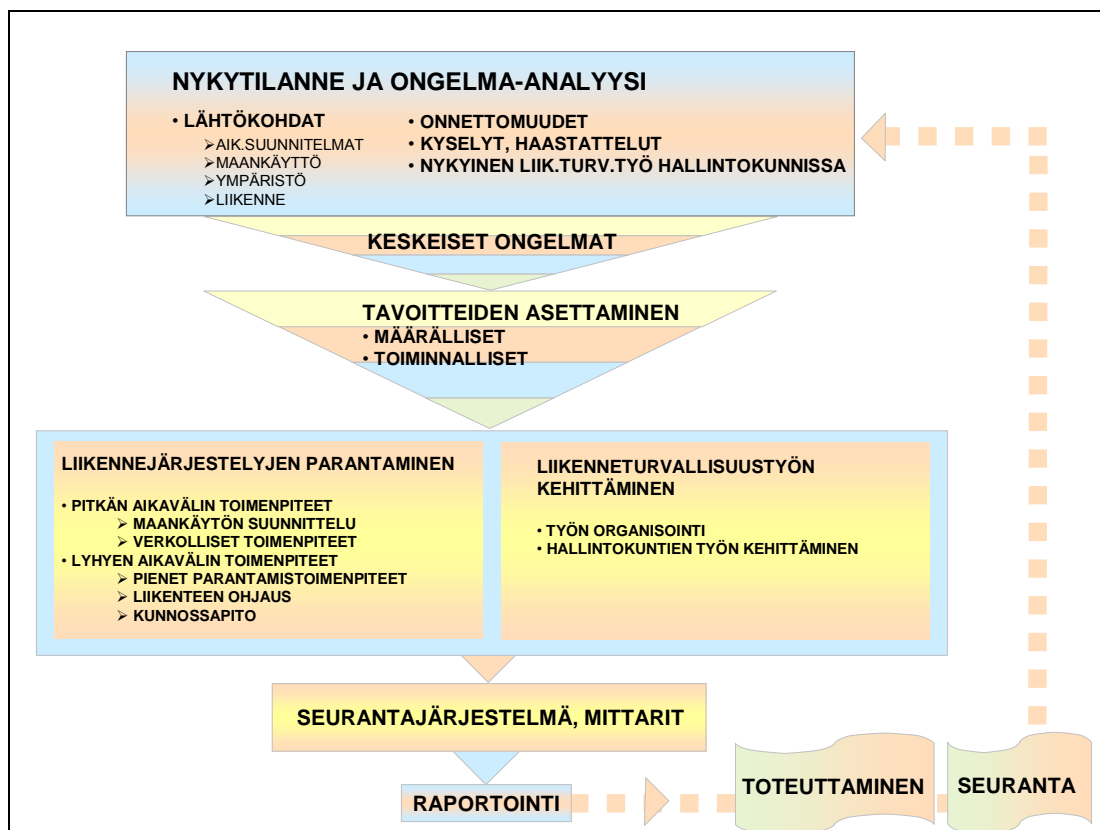 NYKYTILANNE JA ONGELMA-ANALYYSI
• LÄHTÖKOHDAT
➢AIK.SUUNNITELMAT
➢MAANKÄYTTÖ
➢YMPÄRISTÖ
➢LIIKENNE
• ONNETTOMUUDET
• KYSELYT, HAASTATTELUT
• NYKYINEN LIIK.TURV.TYÖ HALLINTOKUNNISSA
KESKEISET ONGELMAT
TAVOITTEIDEN ASETTAMINEN
• MÄÄRÄLLISET
• TOIMINNALLISET
LIIKENNEJÄRJESTELYJEN PARANTAMINEN
• PITKÄN AIKAVÄLIN TOIMENPITEET
➢ MAANKÄYTÖN SUUNNITTELU
➢ VERKOLLISET TOIMENPITEET
• LYHYEN AIKAVÄLIN TOIMENPITEET
➢ PIENET PARANTAMISTOIMENPITEET
➢ LIIKENTEEN OHJAUS
➢ KUNNOSSAPITO
LIIKENNETURVALLISUUSTYÖN
KEHITTÄMINEN
• TYÖN ORGANISOINTI
• HALLINTOKUNTIEN TYÖN KEHITTÄMINEN
SEURANTAJÄRJESTELMÄ, MITTARIT
RAPORTOINTI
TOTEUTTAMINEN
SEURANTA